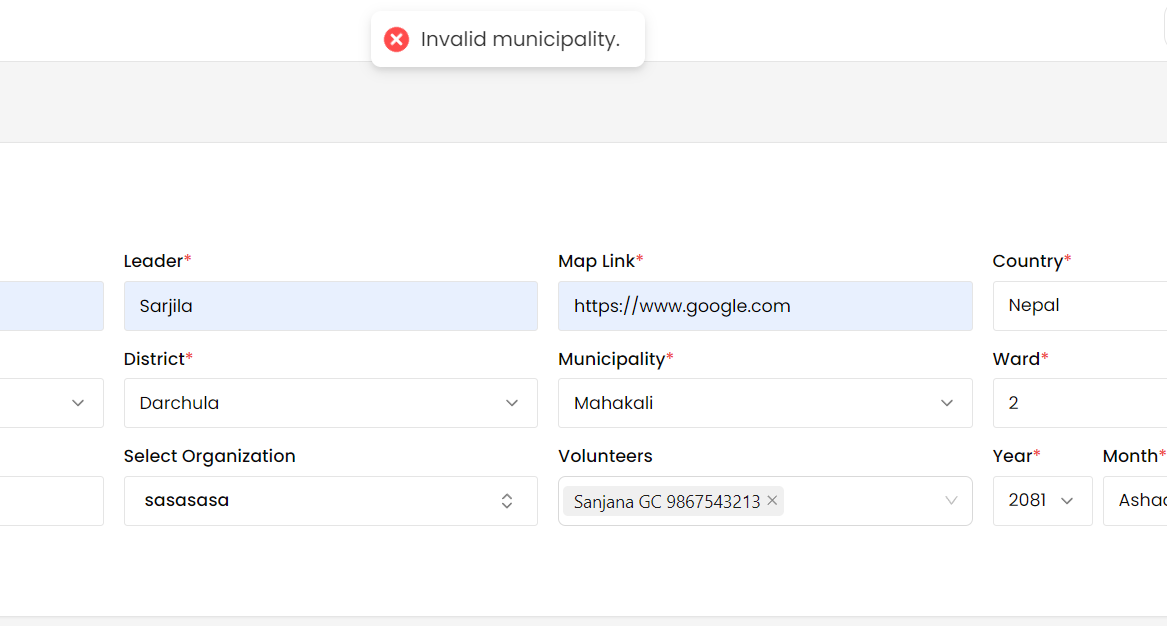 Invalid municipality.
Leader*
Map Link*
Country*
Sarjila
https://www.google.com
Nepal
District*
Municipality*
Ward*
Darchula
Mahakali
2
Select Organization
Volunteers
Year*
Month*
sasasasa
Sanjana GC 9867543213
2081